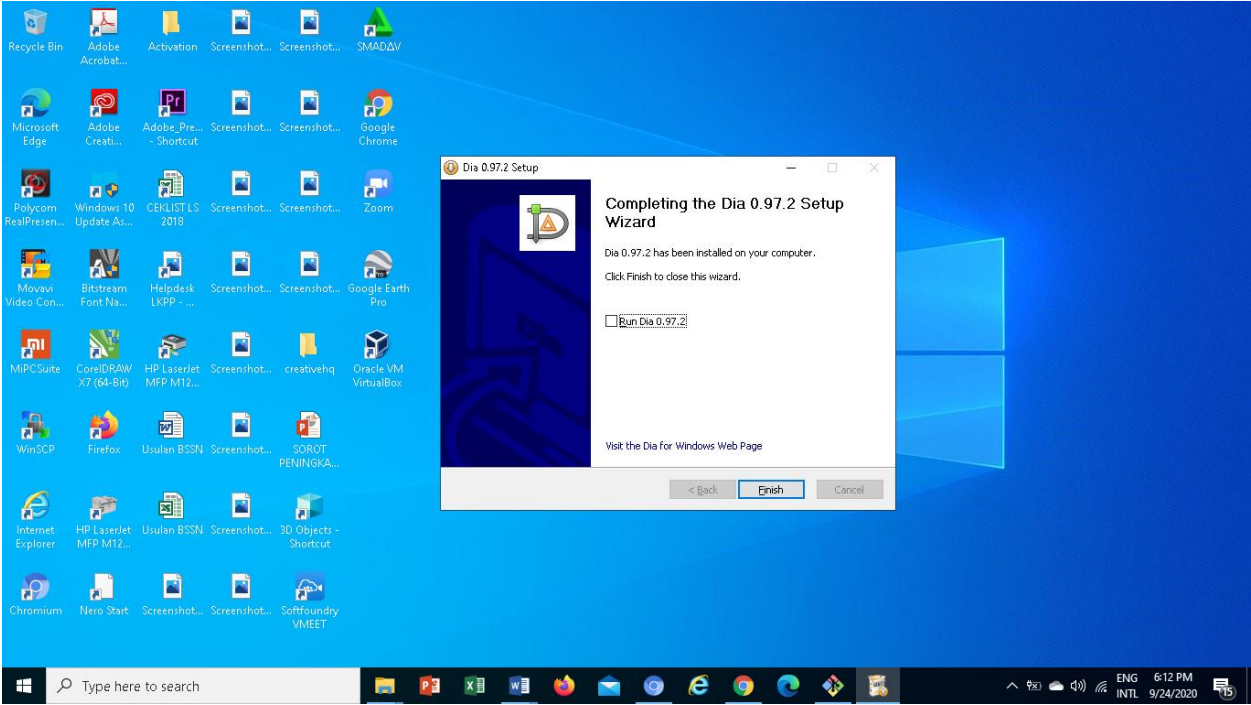 Recycle Bin
Adobe
Acrobat...
Activation
Screenshot...
Screenshot...
SMADΔV
Microsoft
Edge
Adobe
Creati...
Adobe_Pre...
- Shortcut
Screenshot...
Screenshot...
Google
Chrome
Polycom
RealPresen...
Windows 10
Update As...
CEKLIST LS
2018
Screenshot...
Screenshot...
Zoom
Movavi
Video Con...
Bitstream
Font Na...
Helpdesk
LKPP - ...
Screenshot...
Screenshot...
Google Earth
Pro
MiPCSuite
CorelDRAW
X7 (64-Bit)
HP LaserJet
MFP M12...
Screenshot...
creativehq
Oracle VM
VirtualBox
WinSCP
Firefox
Usulan BSSN
Screenshot...
SOROT
PENINGKA...
Internet
Explorer
HP LaserJet
MFP M12...
Usulan BSSN
Screenshot...
3D Objects -
Shortcut
Chromium
Nero Start
Screenshot...
Screenshot...
Softfoundry
VMEET
Dia 0.97.2 Setup
Completing the Dia 0.97.2 Setup
Wizard
Dia 0.97.2 has been installed on your computer.
Click Finish to close this wizard.
Run Dia 0.97.2
Visit the Dia for Windows Web Page
< Back
Finish
Cancel
Type here to search
ENG
INTL
6:12 PM
9/24/2020
15